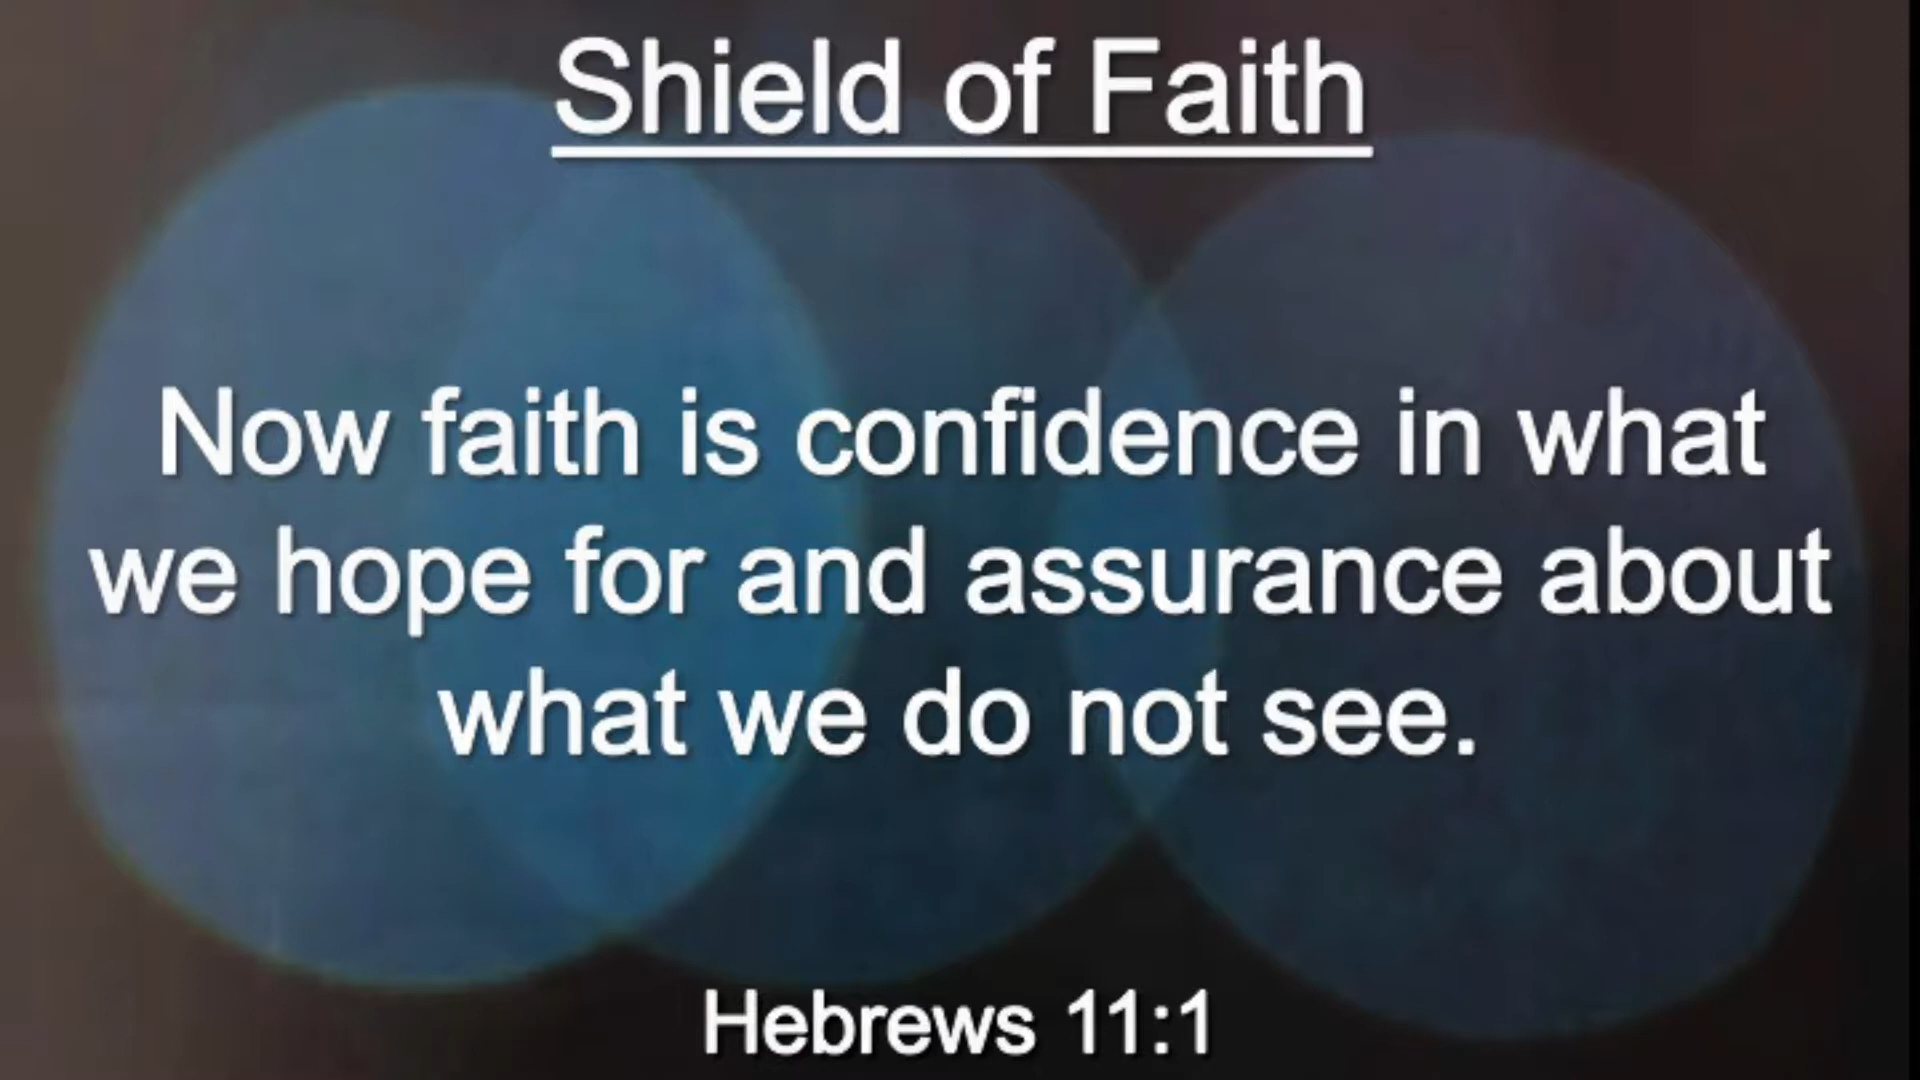 Shield of Faith
Now faith is confidence in what
we hope for and assurance about
what we do not see.
Hebrews 11:1